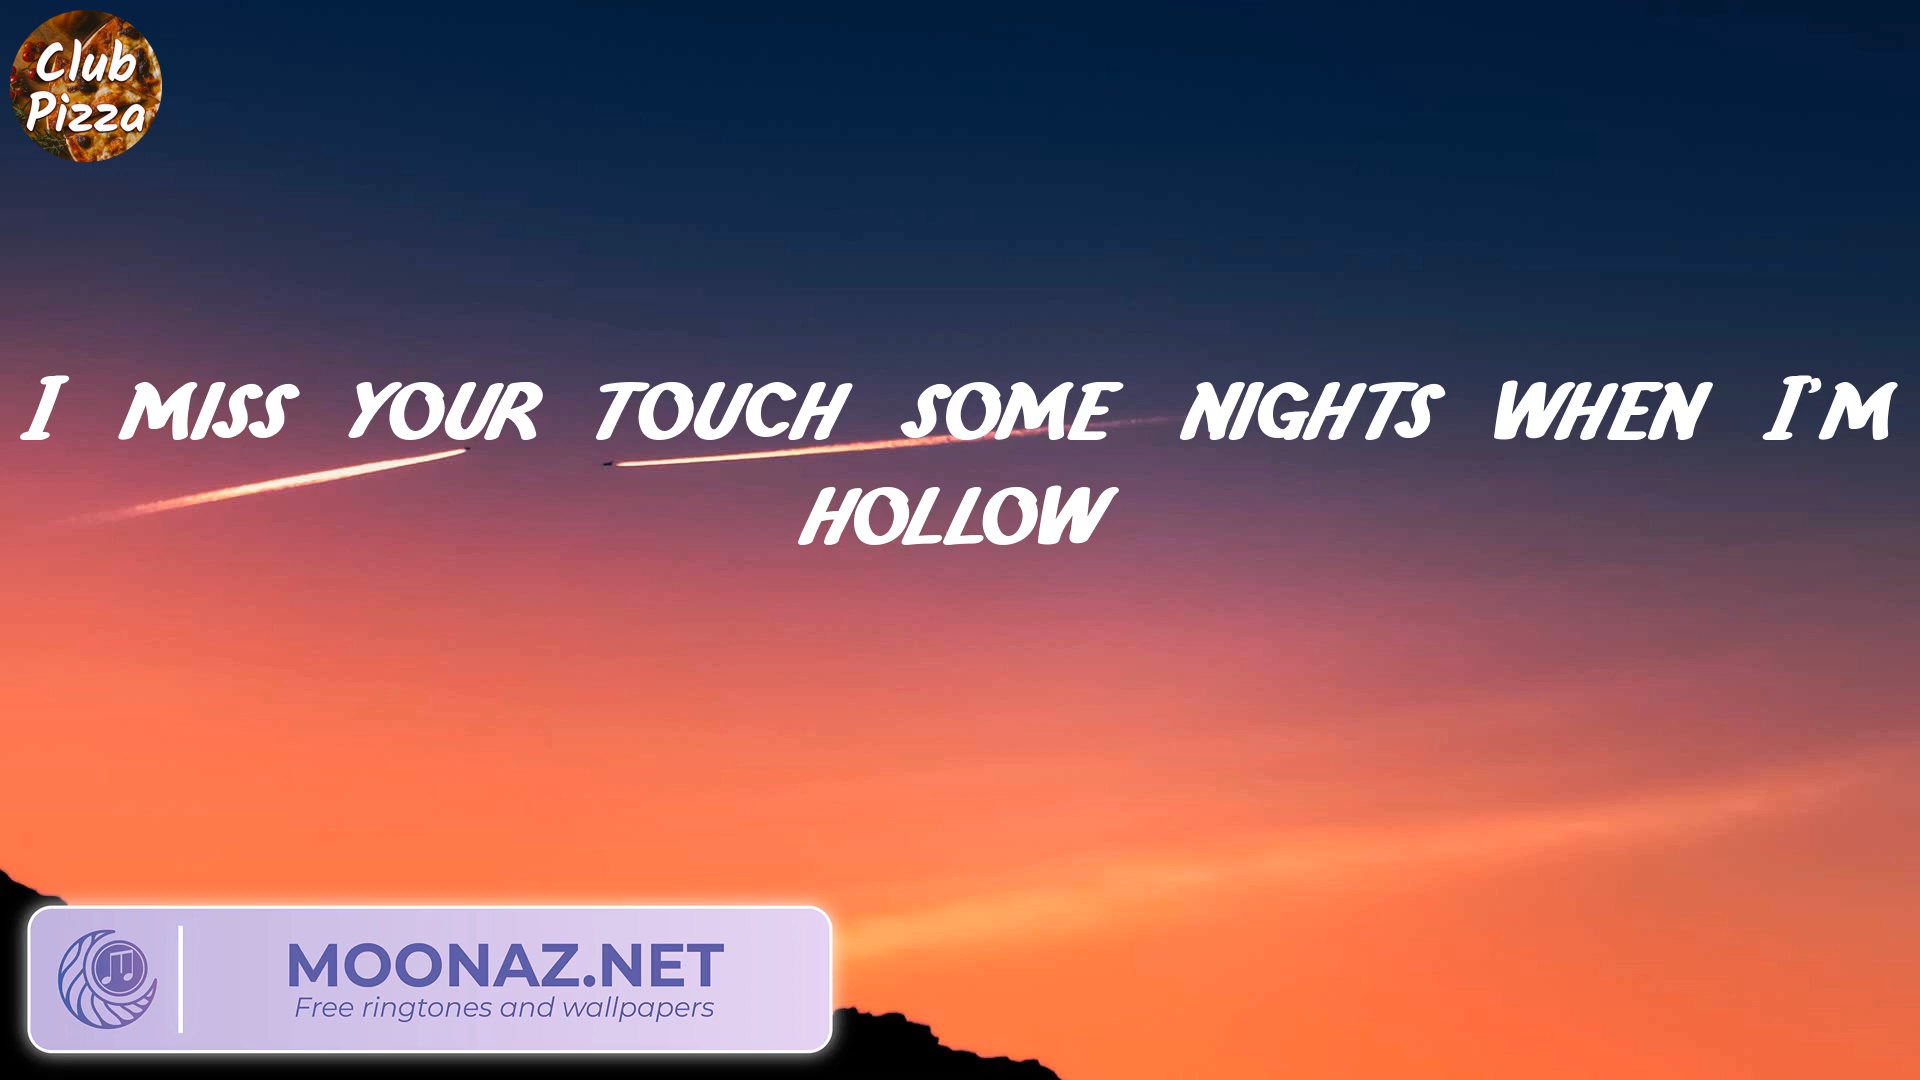 Club
Pizza
I MISS YOUR TOUCH SOME NIGHTS WHEN I'M
HOLLOW
MOONAZ.NET
Free ringtones and wallpapers